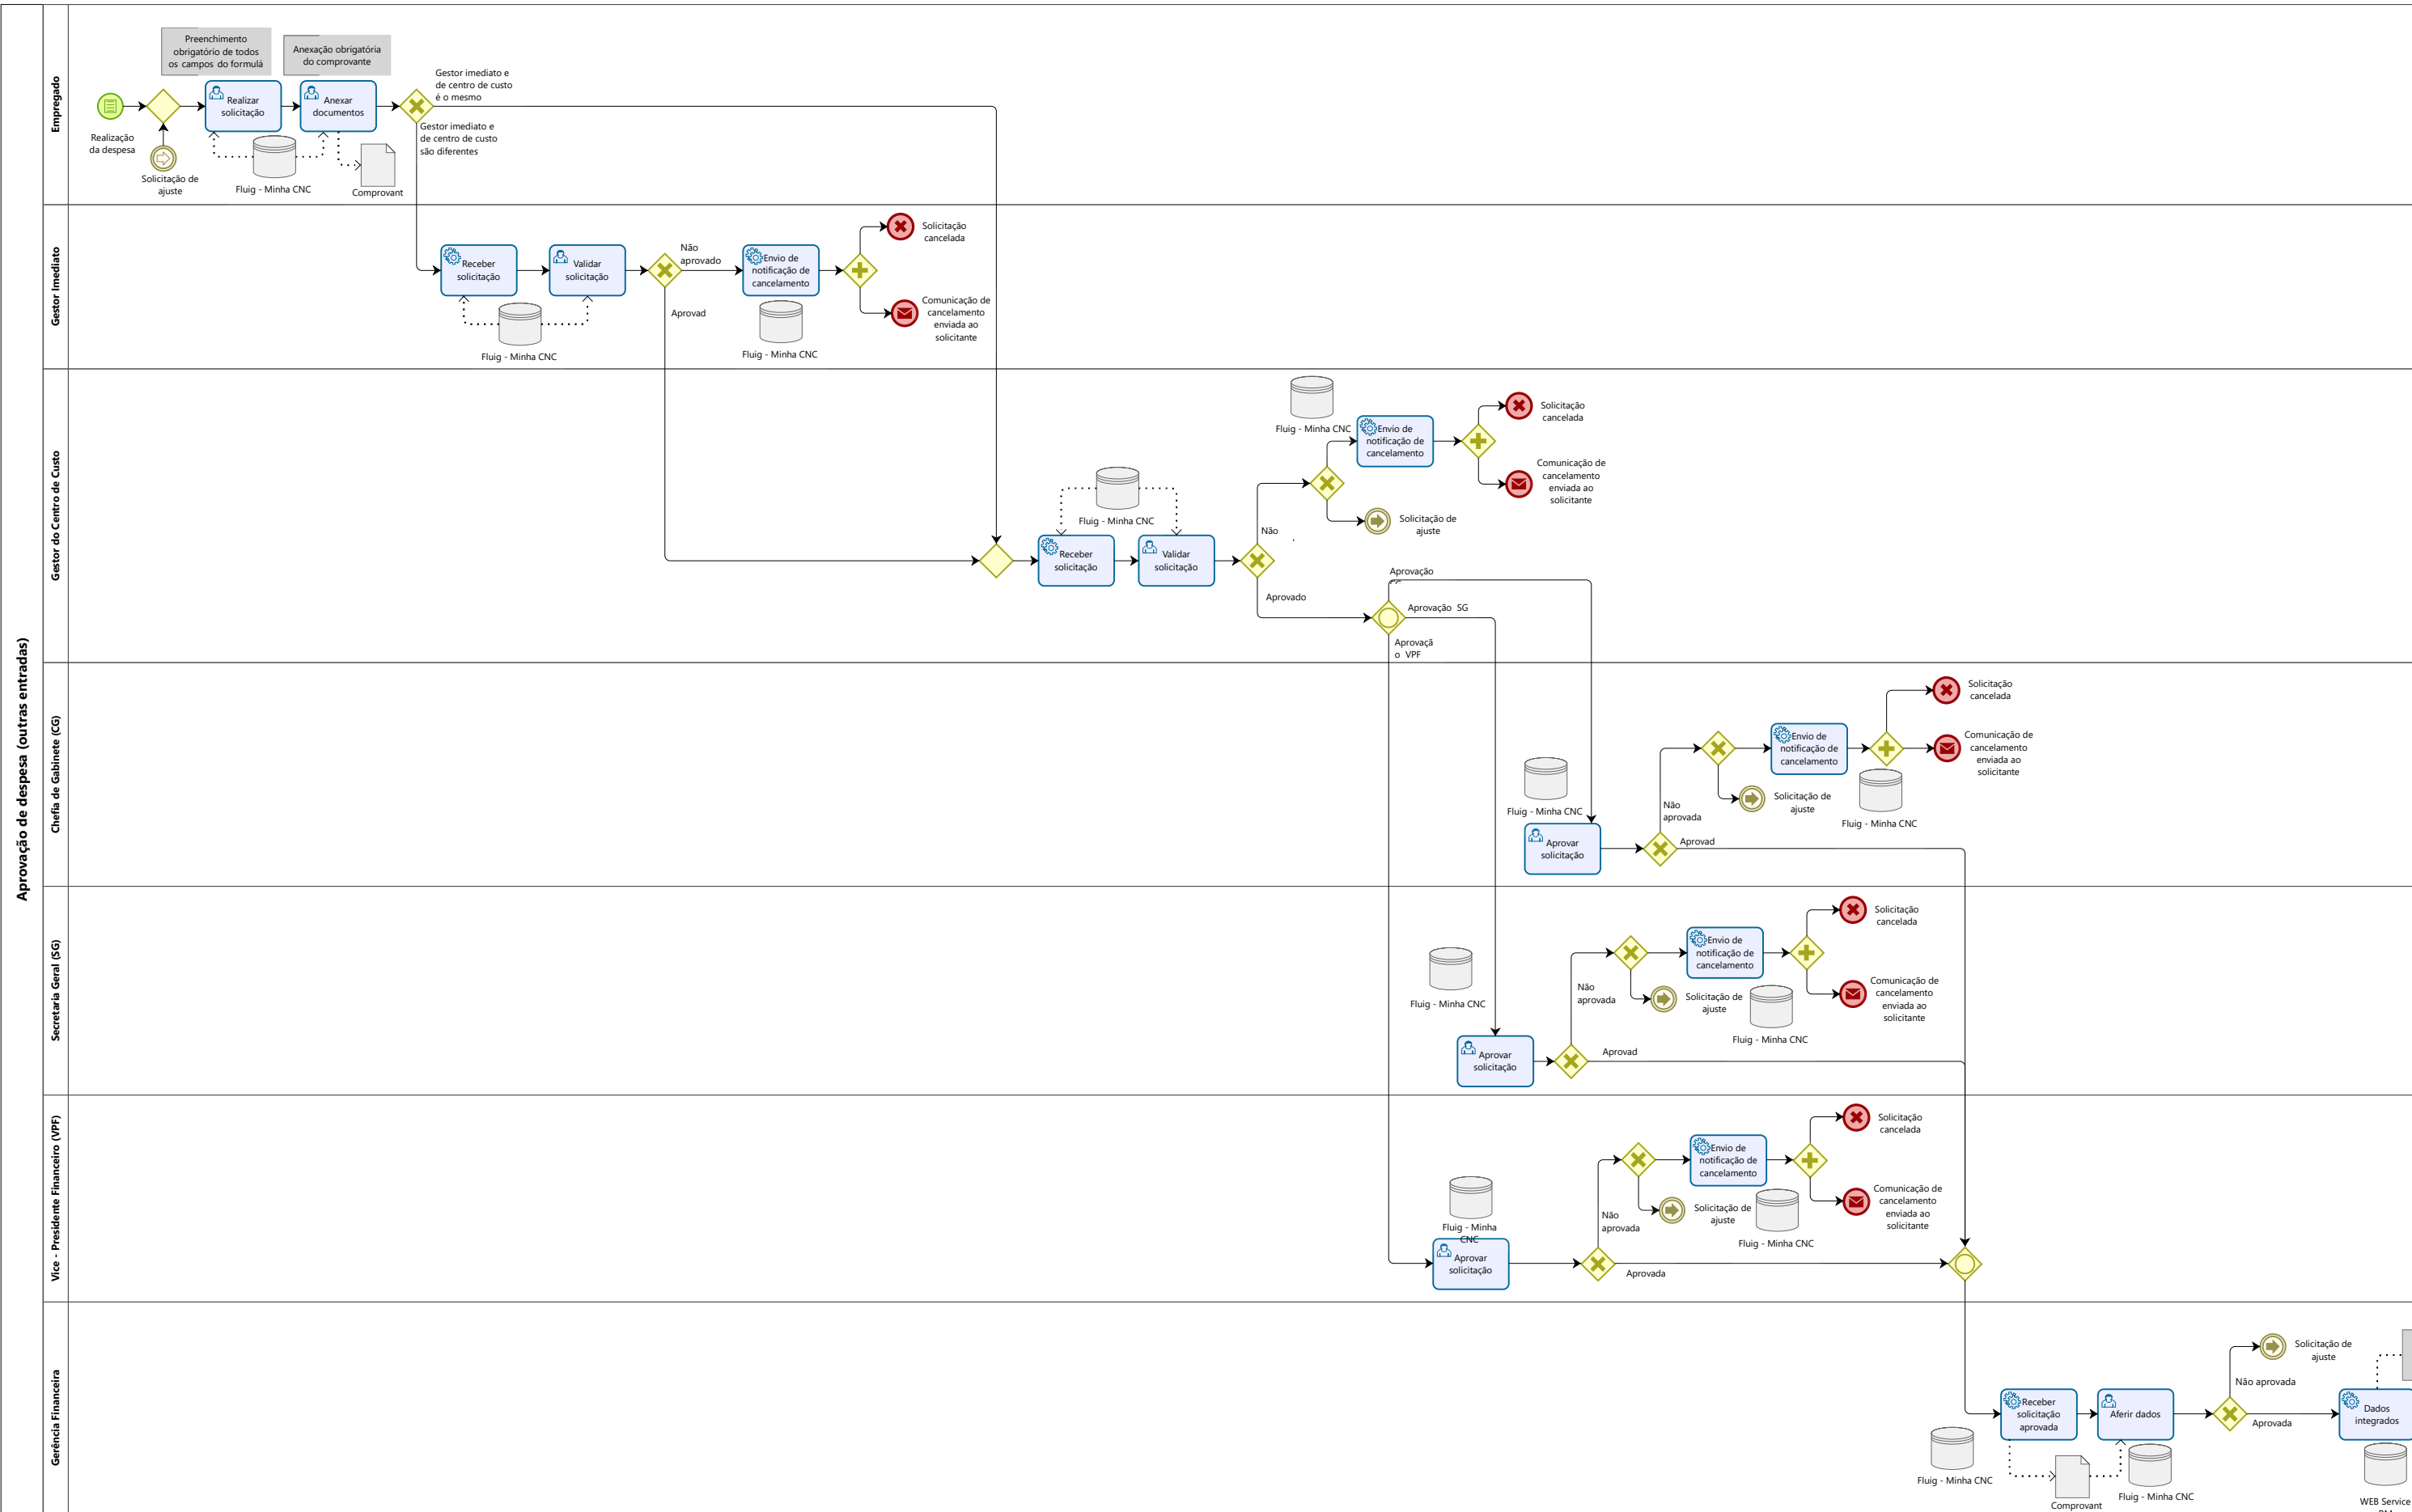 Aprovação de despesa (outras entradas)
Empregado
Preenchimento
obrigatório de todos
os campos do formulá
Anexação obrigatória
do comprovante
Realização
da despesa
Solicitação de
ajuste
Realizar
solicitação
Anexar
documentos
Fluig - Minha CNC
Comprovant
Gestor imediato e
de centro de custo
é o mesmo
Gestor imediato e
de centro de custo
são diferentes
Gestor Imediato
Receber
solicitação
Validar
solicitação
Fluig - Minha CNC
Não
aprovado
Aprovad
Envio de
notificação de
cancelamento
Fluig - Minha CNC
Solicitação
cancelada
Comunicação de
cancelamento
enviada ao
solicitante
Gestor do Centro de Custo
Fluig - Minha CNC
Receber
solicitação
Validar
solicitação
Não
Aprovado
Fluig - Minha CNC
Envio de
notificação de
cancelamento
Solicitação
cancelada
Comunicação de
cancelamento
enviada ao
solicitante
Solicitação de
ajuste
Aprovação
Aprovação SG
Aprovaçã
o VPF
Chefia de Gabinete (CG)
Fluig - Minha CNC
Aprovar
solicitação
Não
aprovada
Aprovad
Envio de
notificação de
cancelamento
Solicitação de
ajuste
Fluig - Minha CNC
Solicitação
cancelada
Comunicação de
cancelamento
enviada ao
solicitante
Secretaria Geral (SG)
Fluig - Minha CNC
Aprovar
solicitação
Não
aprovada
Aprovad
Envio de
notificação de
cancelamento
Solicitação de
ajuste
Fluig - Minha CNC
Solicitação
cancelada
Comunicação de
cancelamento
enviada ao
solicitante
Vice - Presidente Financeiro (VPF)
Fluig - Minha
CNC
Aprovar
solicitação
Não
aprovada
Aprovada
Envio de
notificação de
cancelamento
Solicitação de
ajuste
Fluig - Minha CNC
Solicitação
cancelada
Comunicação de
cancelamento
enviada ao
solicitante
Gerência Financeira
Fluig - Minha CNC
Receber
solicitação
aprovada
Aferir dados
Comprovant
Fluig - Minha CNC
Solicitação de
ajuste
Não aprovada
Aprovada
Dados
integrados
WEB Service